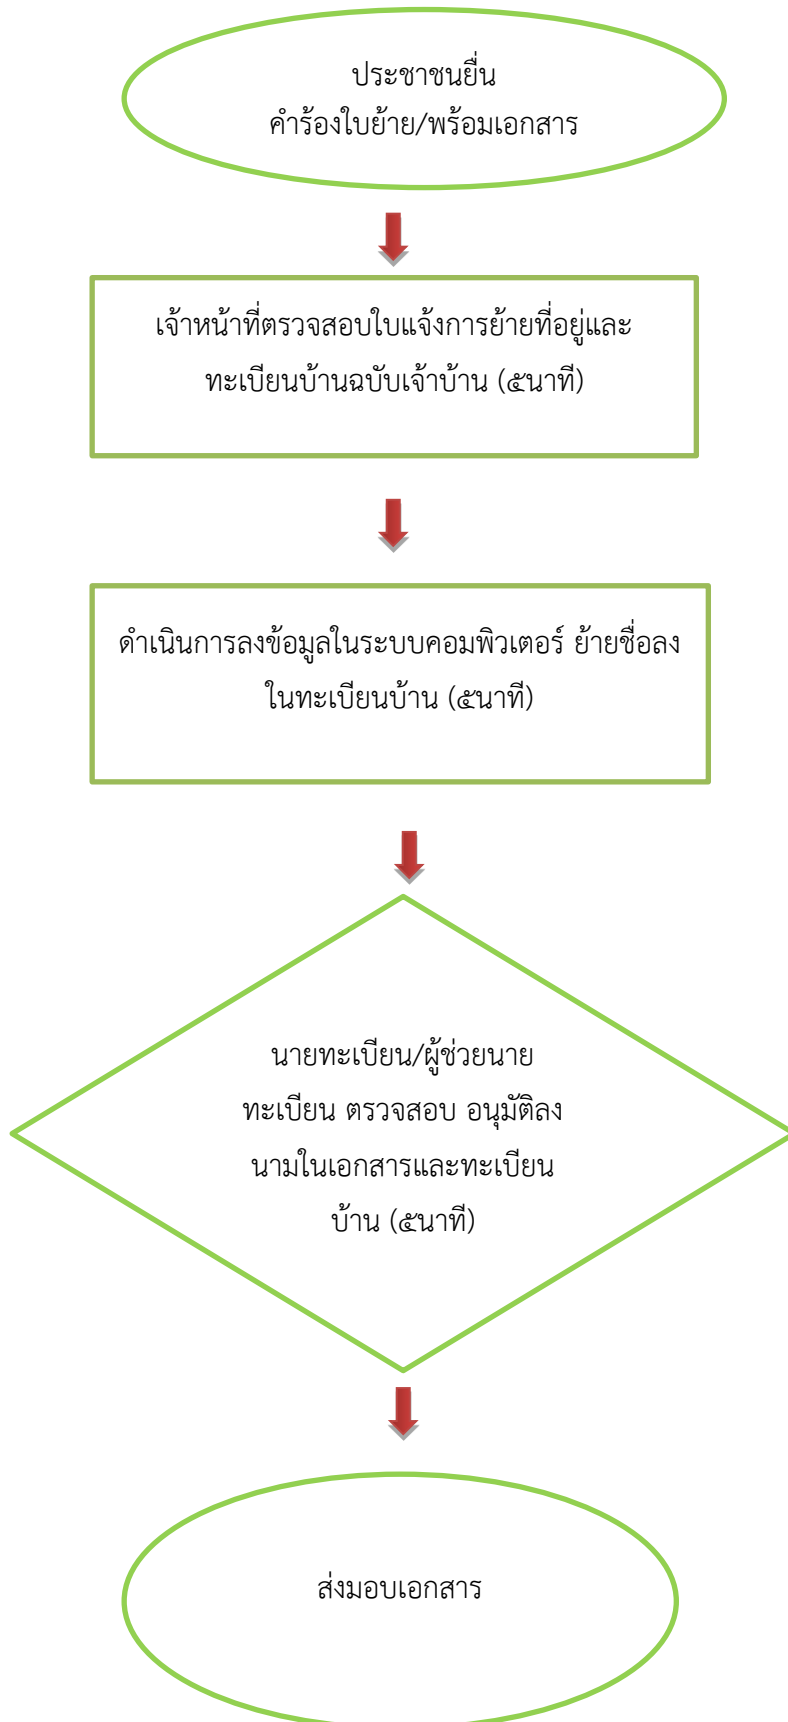 ประชาชนยื่น
คำร้องใบย้าย/พร้อมเอกสาร
เจ้าหน้าที่ตรวจสอบใบแจ้งการย้ายที่อยู่และ
ทะเบียนบ้านฉบับเจ้าบ้าน (๕นาที)
ดำเนินการลงข้อมูลในระบบคอมพิวเตอร์ ย้ายชื่อลง
ในทะเบียนบ้าน (๕นาที)
นายทะเบียน/ผู้ช่วยนาย
ทะเบียน ตรวจสอบ อนุมัติลง
นามในเอกสารและทะเบียน
บ้าน (๕นาที)
ส่งมอบเอกสาร